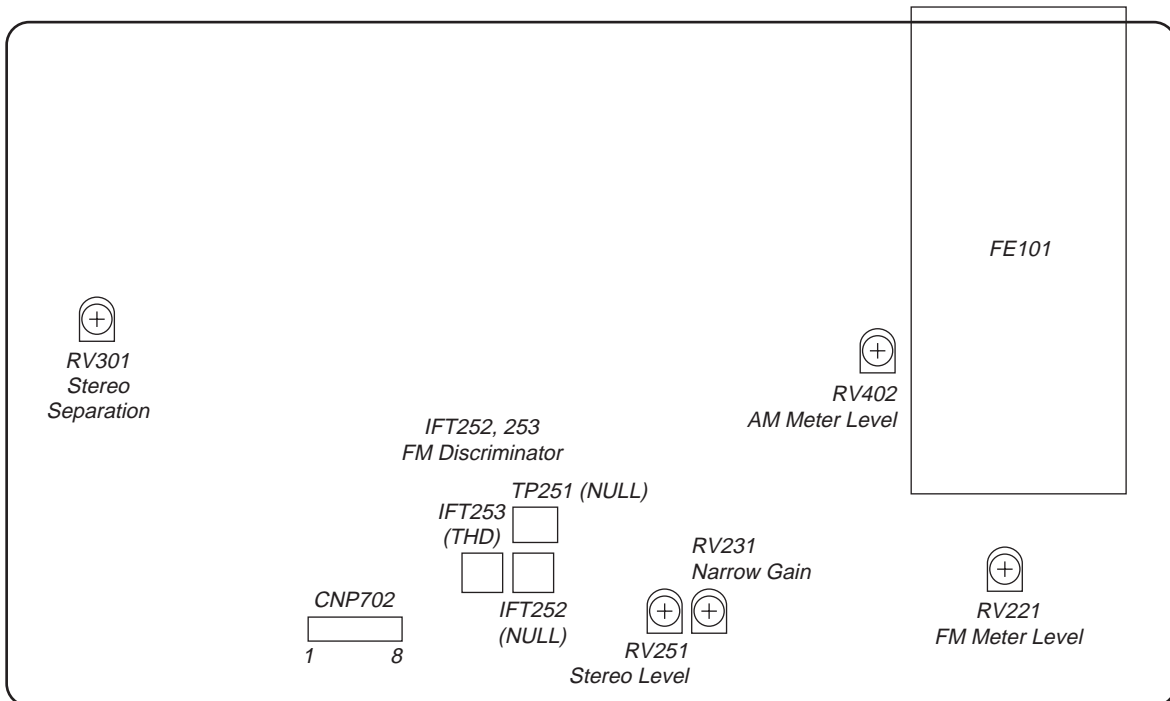 FE101
RV301
Stereo
Separation
RV402
AM Meter Level
IFT252, 253
FM Discriminator
TP251 (NULL)
IFT253
(THD)
RV231
Narrow Gain
CNP702
1 8
IFT252
(NULL)
RV251
Stereo Level
RV221
FM Meter Level